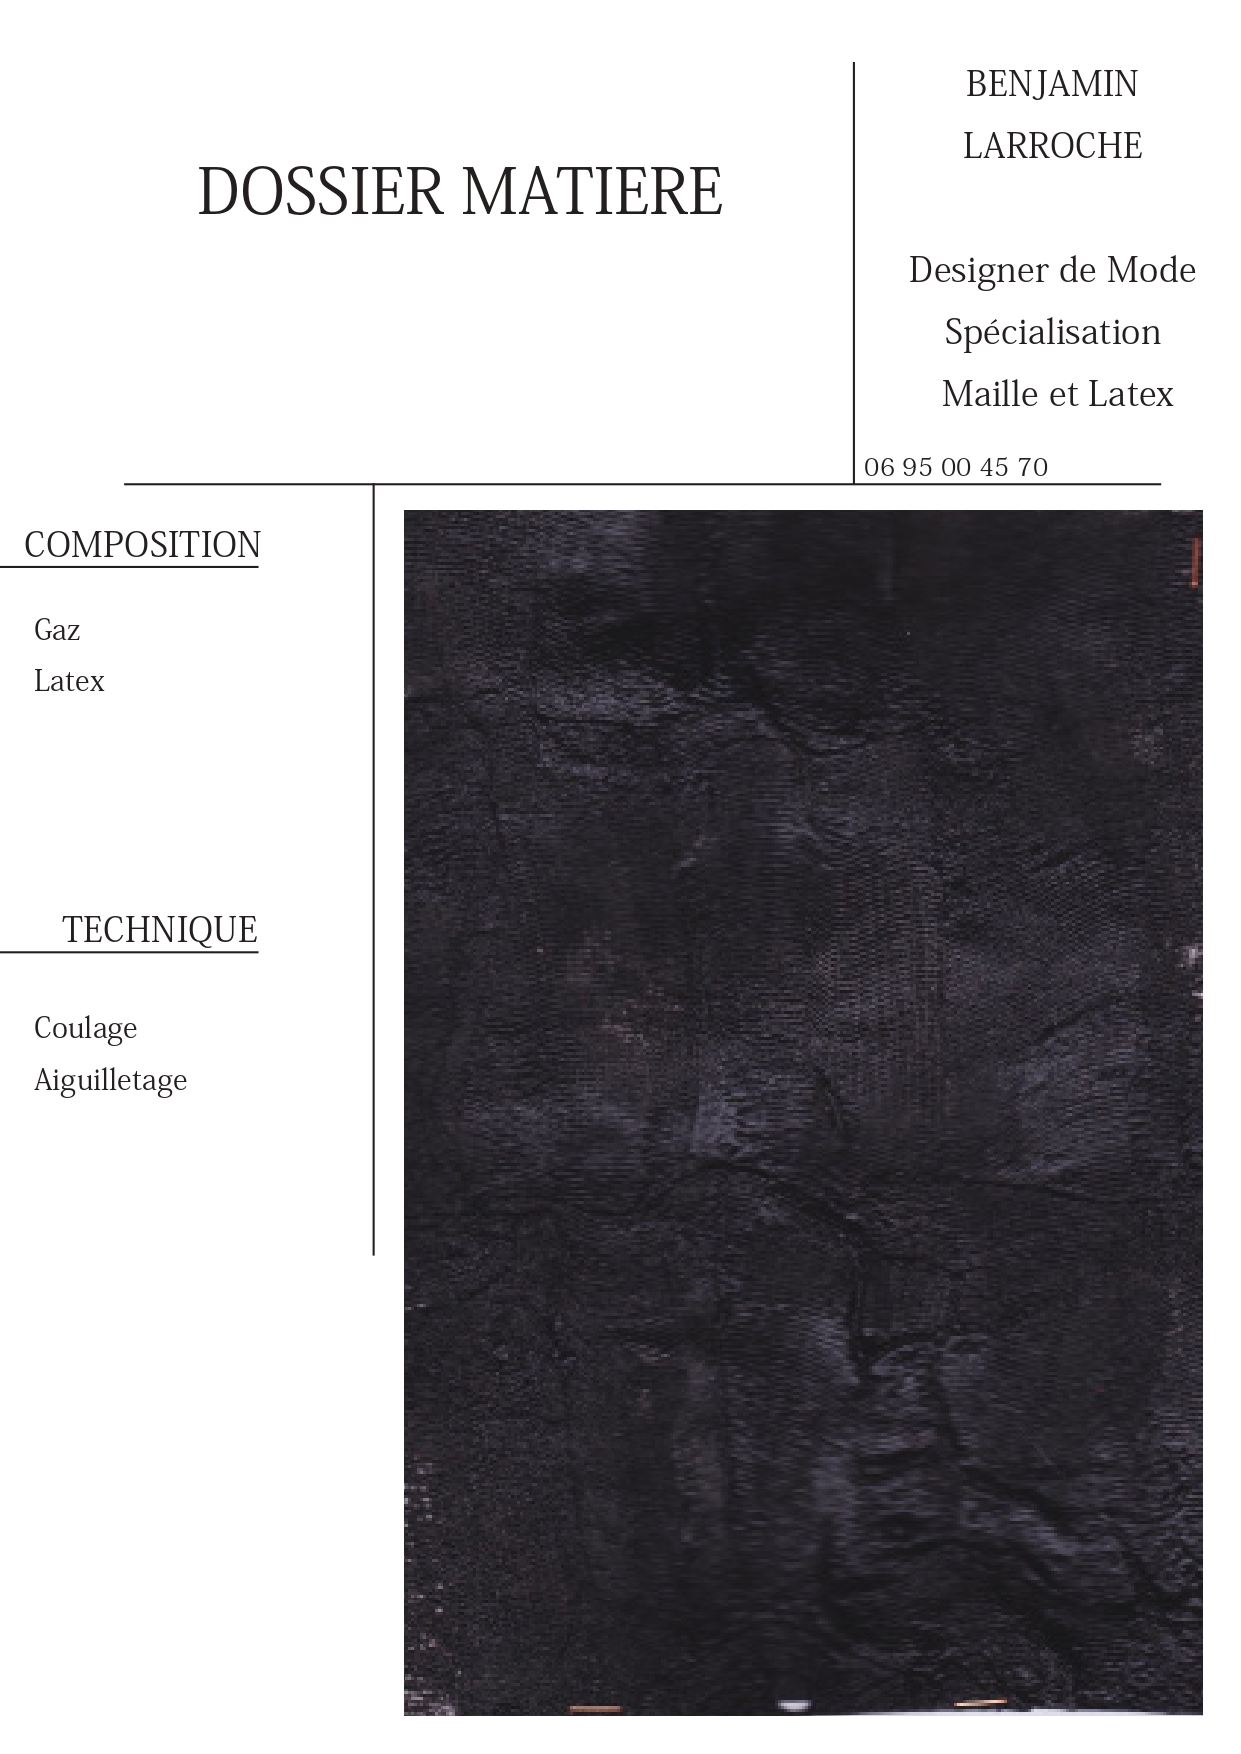 DOSSIER MATIERE
BENJAMIN
LARROCHE
Designer de Mode
Spécialisation
Maille et Latex
06 95 00 45 70
COMPOSITION
Gaz
Latex
TECHNIQUE
Coulage
Aiguilletage